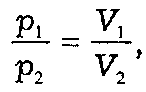 p₁/p₂ = V₁/V₂,